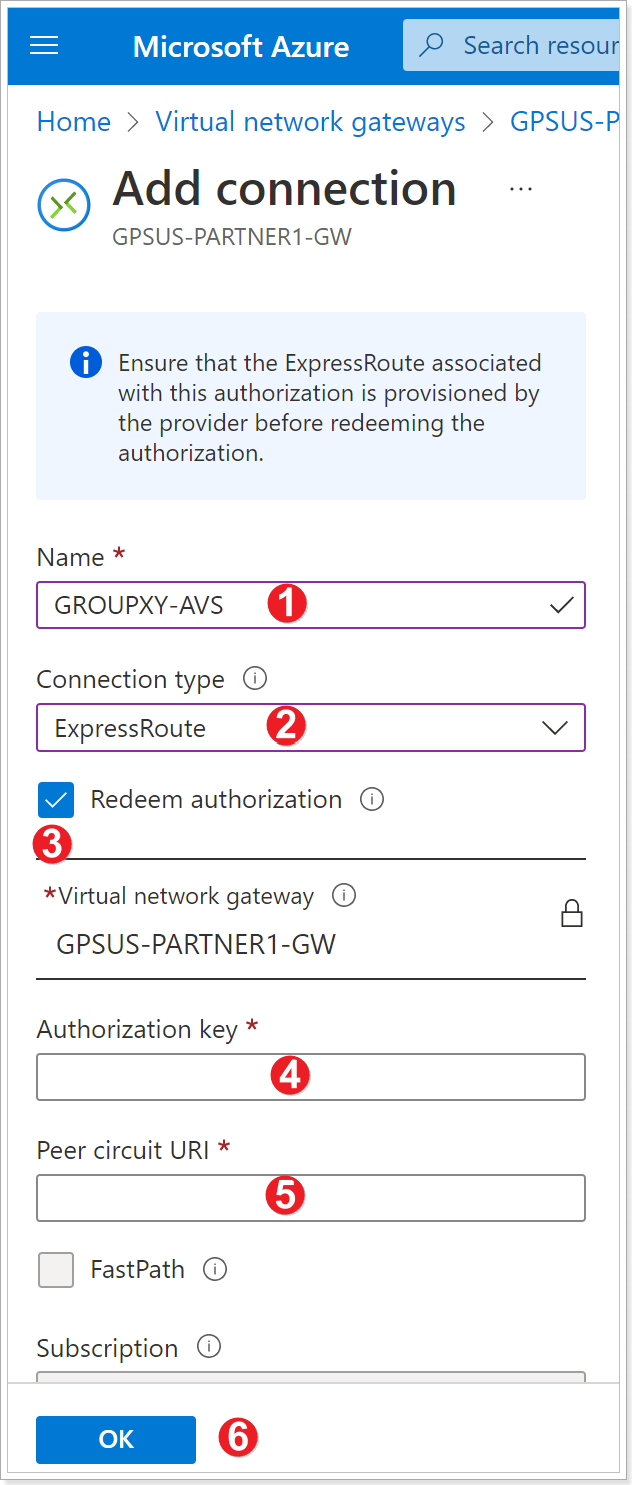 Microsoft Azure
Search resour
Home > Virtual network gateways > GPSUS-P
Add connection ...
GPSUS-PARTNER1-GW
Ensure that the ExpressRoute associated
with this authorization is provisioned by
the provider before redeeming the
authorization.
Name *
GROUPXY-AVS 1
Connection type
ExpressRoute 2
Redeem authorization
3
*Virtual network gateway
GPSUS-PARTNER1-GW
Authorization key *
4
Peer circuit URI *
5
FastPath
Subscription
OK 6